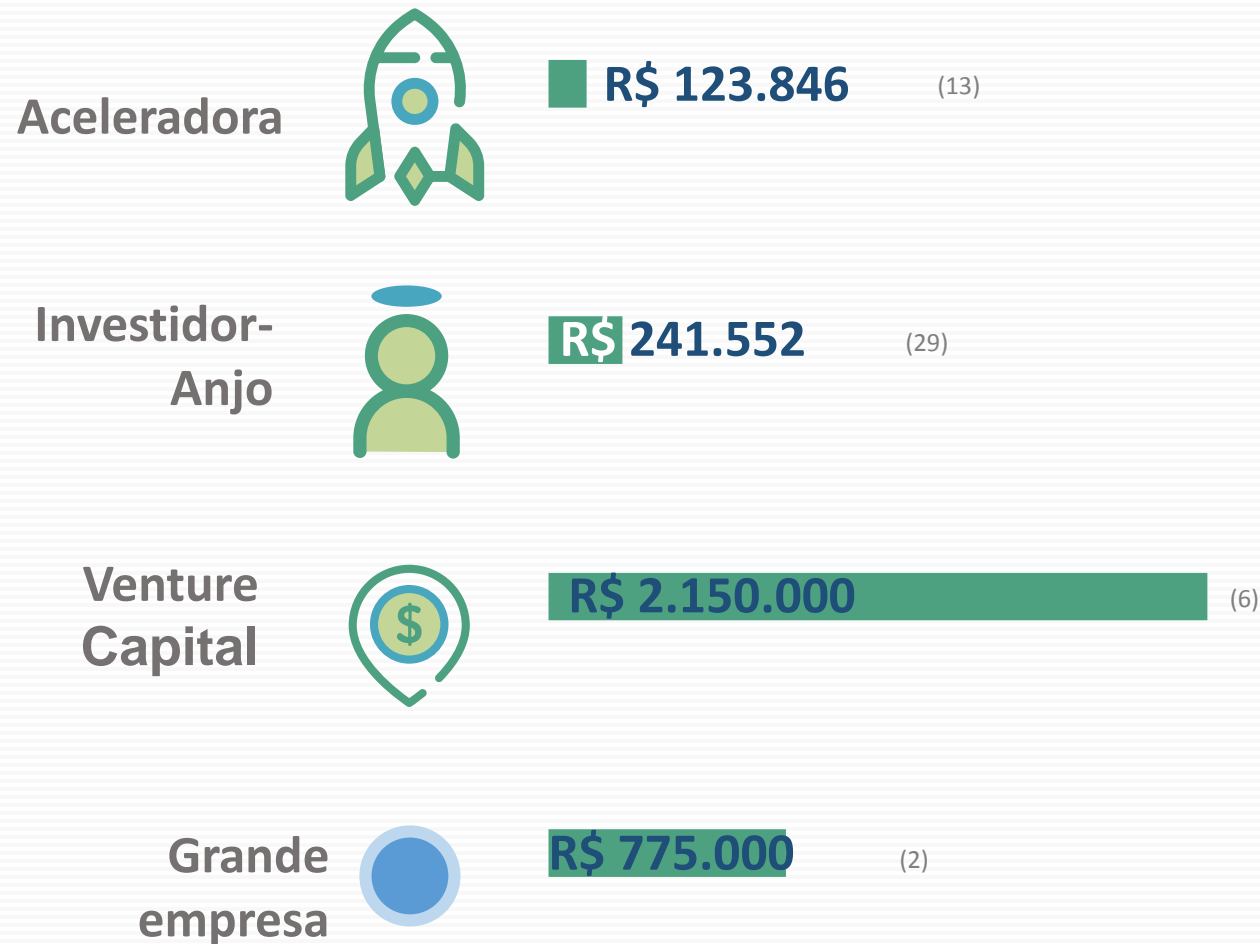 Aceleradora
R$ 123.846 (13)
Investidor-
Anjo
R$ 241.552 (29)
Venture
Capital
$
R$ 2.150.000 (6)
Grande
empresa
R$ 775.000 (2)